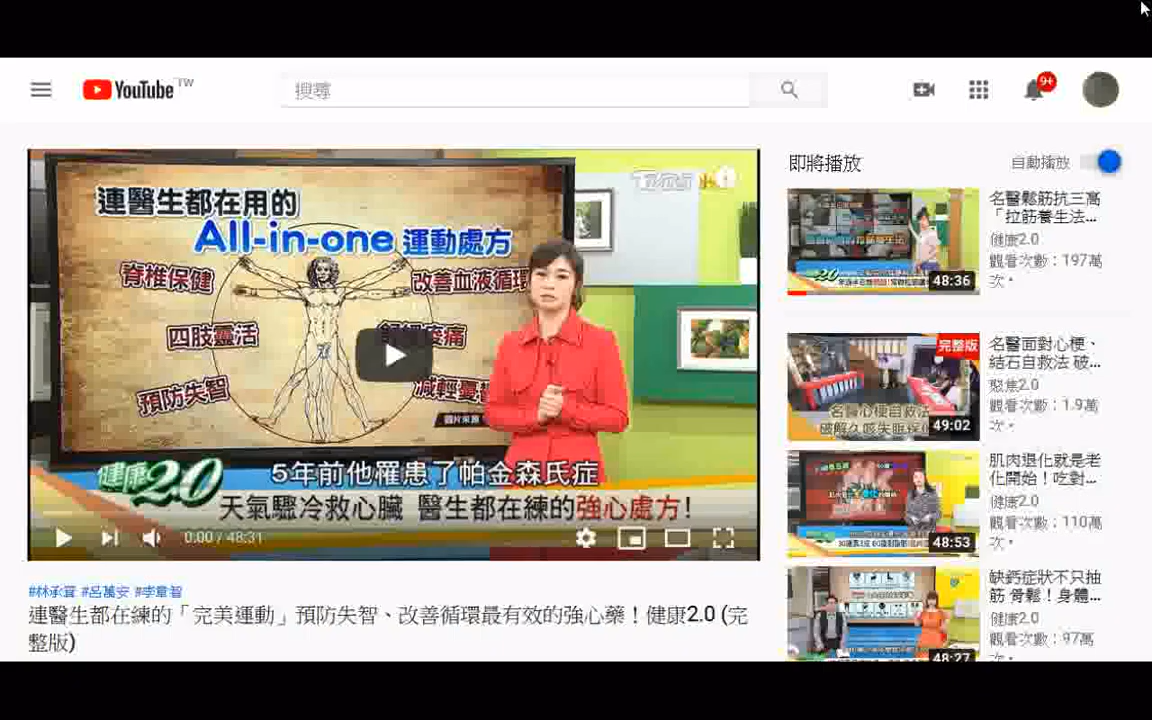 YouTube TW
搜尋
9+
連醫生都在用的
All-in-one 運動處方
脊椎保健
改善血液循環
四肢靈活
預防失智
減輕憂
健康2.0
5年前他罹患了帕金森氏症
天氣驟冷救心臟 醫生都在練的強心處方!
0:00 / 48:31
#林承箕 #呂萬安 #李章智
連醫生都在練的「完美運動」預防失智、改善循環最有效的強心藥！健康2.0 (完
整版)
即將播放
自動播放
48:36
名醫鬆筋抗三高
「拉筋養生法...
健康2.0
觀看次數：197萬
次 •
完整版
名醫心梗自救法
49:02
名醫面對心梗、
結石自救法 破...
聚焦2.0
觀看次數：1.9萬
次 •
48:53
肌肉退化就是老
化開始！吃對...
健康2.0
觀看次數：110萬
次 •
48:27
缺鈣症狀不只抽
筋 骨鬆！身體...
健康2.0
觀看次數：97萬
次 •